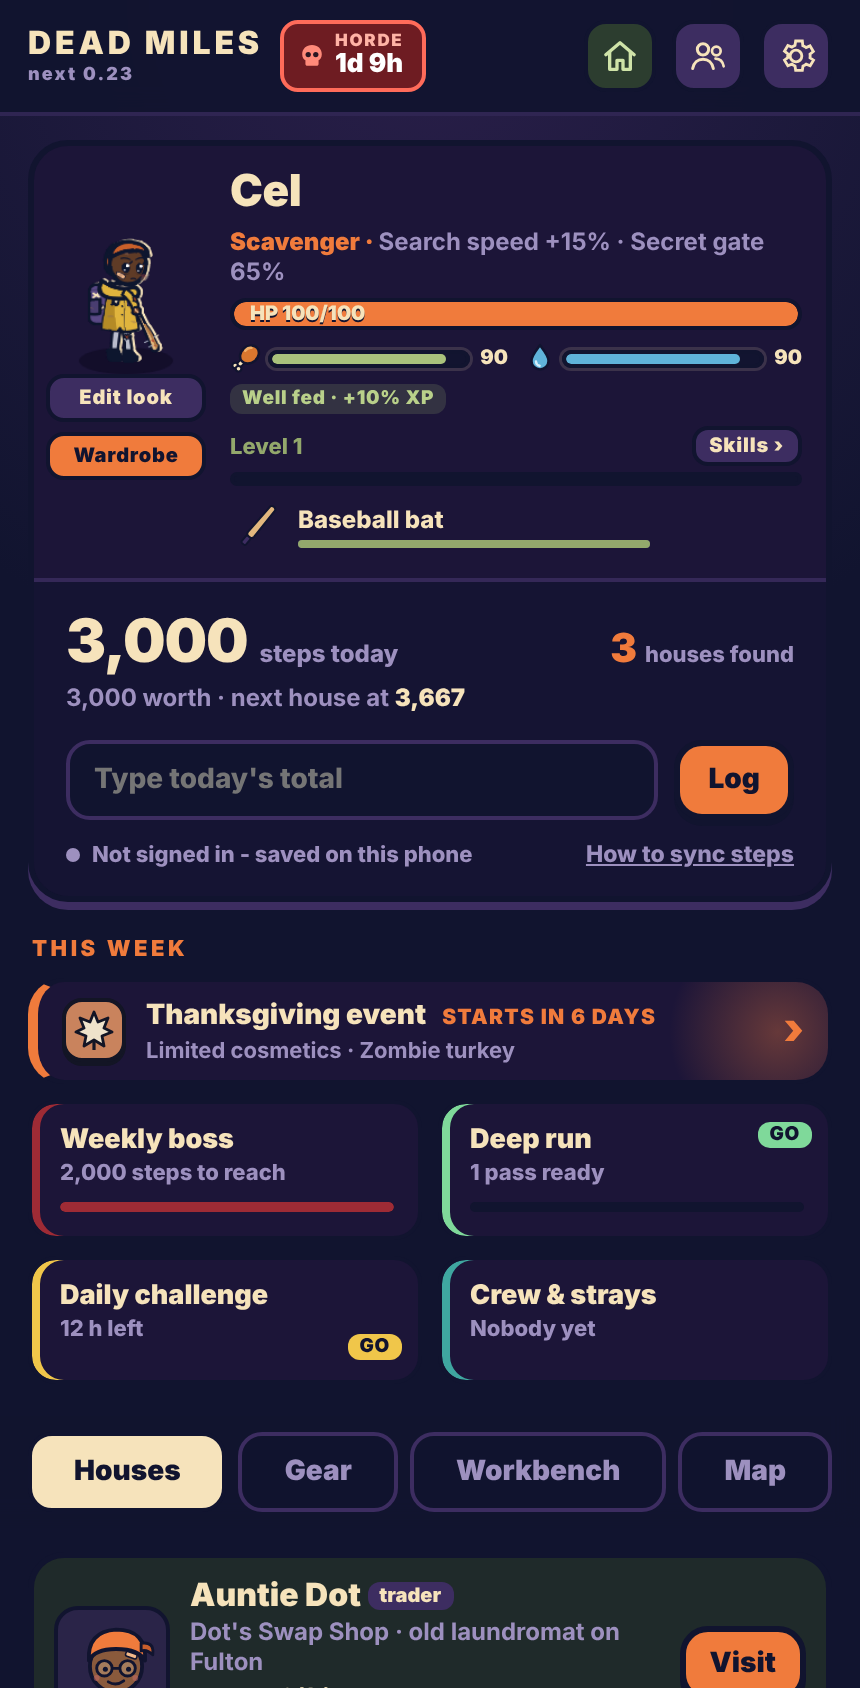 DEAD MILES
next 0.23
HORDE
1d 9h
Cel
Scavenger · Search speed +15% · Secret gate
65%
HP 100/100
90
90
Well fed · +10% XP
Edit look
Wardrobe
Level 1
Skills ›
Baseball bat
3,000 steps today
3 houses found
3,000 worth · next house at 3,667
Type today's total
Log
Not signed in - saved on this phone
How to sync steps
THIS WEEK
Thanksgiving event STARTS IN 6 DAYS
Limited cosmetics · Zombie turkey
Weekly boss
2,000 steps to reach
Deep run
GO
1 pass ready
Daily challenge
12 h left
GO
Crew & strays
Nobody yet
Houses
Gear
Workbench
Map
Auntie Dot trader
Dot's Swap Shop · old laundromat on
Fulton
Visit